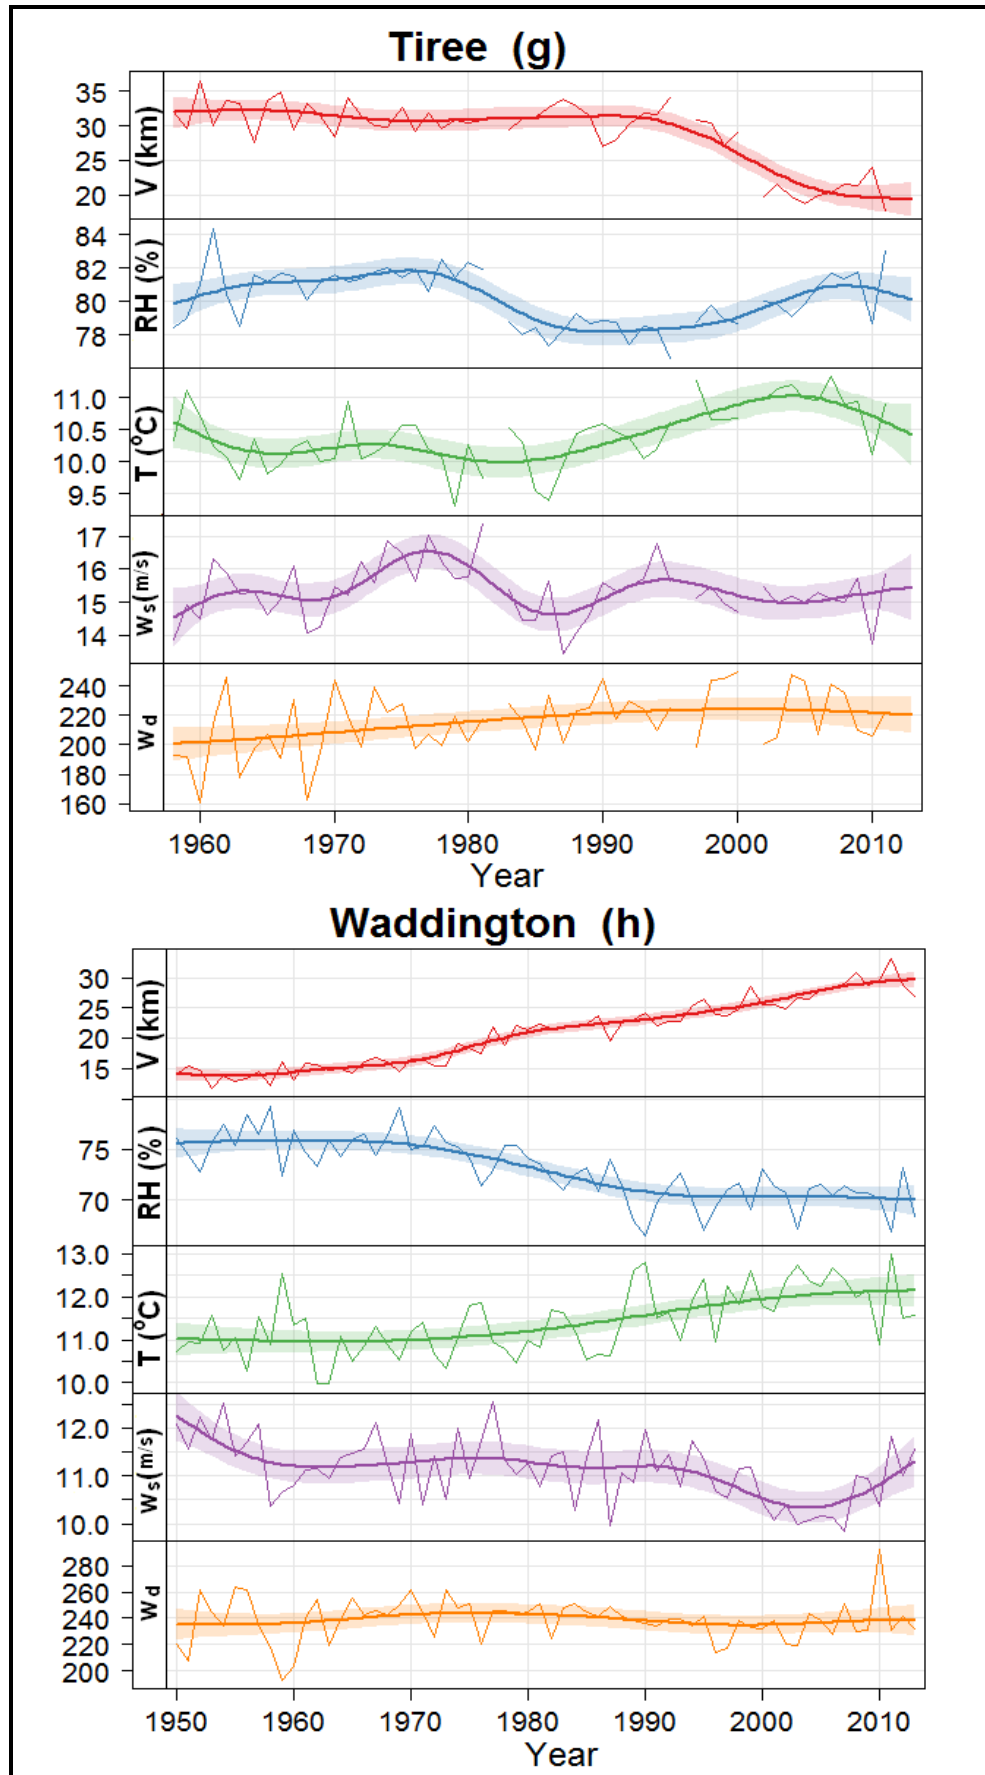 Tiree (g)
V (km)
35
30
25
20
RH (%)
84
82
80
78
T (°C)
11.0
10.5
10.0
9.5
Ws(m/s)
17
16
15
14
Wd
240
220
200
180
160
1960 1970 1980 1990 2000 2010
Year
Waddington (h)
V (km)
30
25
20
15
RH (%)
75
70
T (°C)
13.0
12.0
11.0
10.0
Ws(m/s)
12.0
11.0
10.0
Wd
280
260
240
220
200
1950 1960 1970 1980 1990 2000 2010
Year